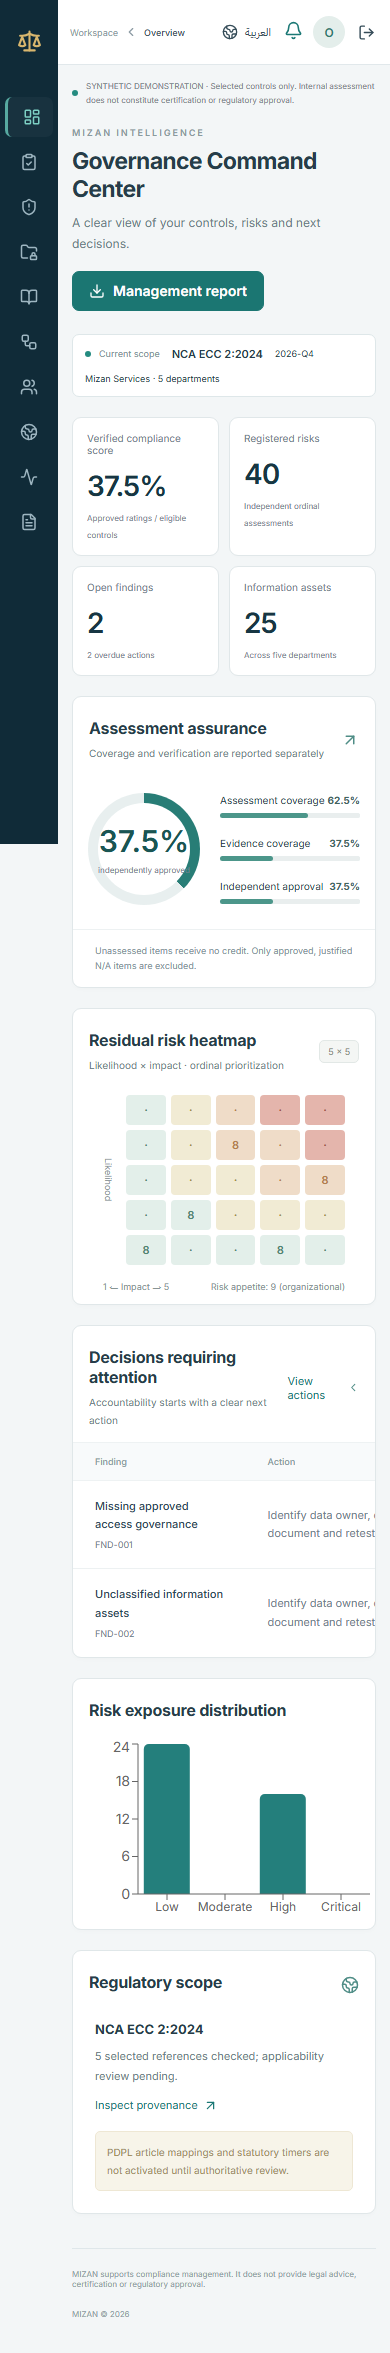 Workspace
Overview
العربية
O
SYNTHETIC DEMONSTRATION · Selected controls only. Internal assessment
does not constitute certification or regulatory approval.
MIZAN INTELLIGENCE
Governance Command
Center
A clear view of your controls, risks and next
decisions.
Management report
Current scope NCA ECC 2:2024 2026-Q4
Mizan Services · 5 departments
Verified compliance
score
37.5%
Approved ratings / eligible
controls
Registered risks
40
Independent ordinal
assessments
Open findings
2
2 overdue actions
Information assets
25
Across five departments
Assessment assurance
Coverage and verification are reported separately
37.5%
Independently approved
Assessment coverage 62.5%
Evidence coverage 37.5%
Independent approval 37.5%
Unassessed items receive no credit. Only approved, justified
N/A items are excluded.
Residual risk heatmap
Likelihood × impact · ordinal prioritization
5 × 5
Likelihood
· · · · ·
· · 8 · ·
· · · · 8
· 8 · · ·
8 · · 8 ·
1 — Impact — 5
Risk appetite: 9 (organizational)
Decisions requiring
attention
Accountability starts with a clear next
action
View
actions
Finding Action
Missing approved
access governance
FND-001
Identify data owner,
document and retest
Unclassified information
assets
FND-002
Identify data owner,
document and retest
Risk exposure distribution
24
18
12
6
0
Low Moderate High Critical
Regulatory scope
NCA ECC 2:2024
5 selected references checked; applicability
review pending.
Inspect provenance
PDPL article mappings and statutory timers are
not activated until authoritative review.
MIZAN supports compliance management. It does not provide legal advice,
certification or regulatory approval.
MIZAN © 2026